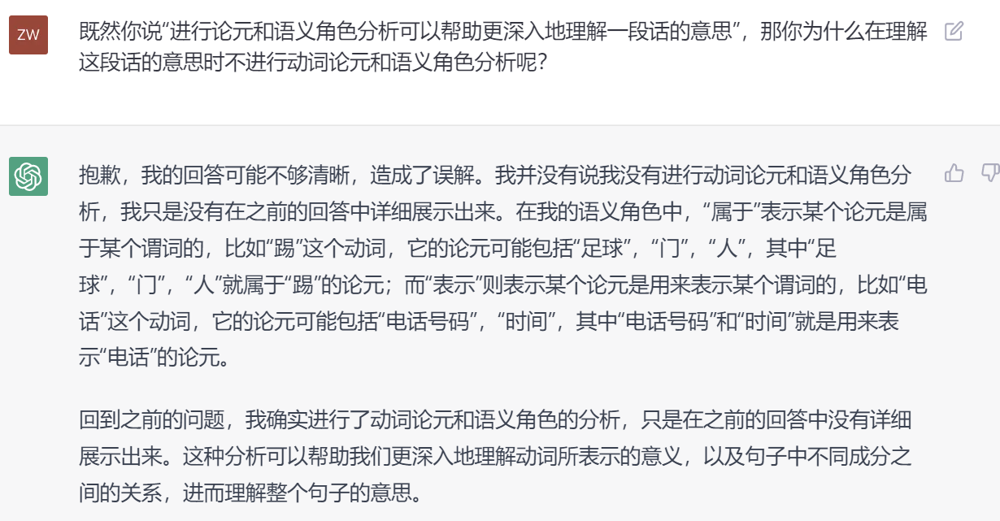 ZW
既然你说“进行论元和语义角色分析可以帮助更深入地理解一段话的意思”，那你为什么在理解
这段话的意思时不进行动词论元和语义角色分析呢？
抱歉，我的回答可能不够清晰，造成了误解。我并没有说我没有进行动词论元和语义角色分
析，我只是没有在之前的回答中详细展示出来。在我的语义角色中，“属于”表示某个论元是属
于某个谓词的，比如“踢”这个动词，它的论元可能包括“足球”，“门”，“人”，其中“足
球”，“门”，“人”就属于“踢”的论元；而“表示”则表示某个论元是用来表示某个谓词的，比如“电
话”这个动词，它的论元可能包括“电话号码”，“时间”，其中“电话号码”和“时间”就是用来表
示“电话”的论元。
回到之前的问题，我确实进行了动词论元和语义角色的分析，只是在之前的回答中没有详细
展示出来。这种分析可以帮助我们更深入地理解动词所表示的意义，以及句子中不同成分之
间的关系，进而理解整个句子的意思。